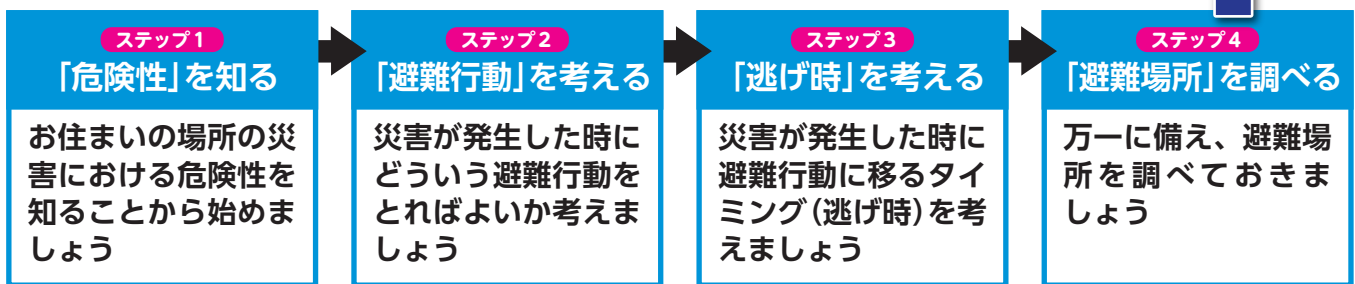 ステップ1
「危険性」を知る
お住まいの場所の災
害における危険性を
知ることから始めま
しょう
ステップ2
「避難行動」を考える
災害が発生した時に
どういう避難行動を
とればよいか考えま
しょう
ステップ3
「逃げ時」を考える
災害が発生した時に
避難行動に移るタイ
ミング(逃げ時)を考
えましょう
ステップ4
「避難場所」を調べる
万一に備え、避難場
所を調べておきま
しょう